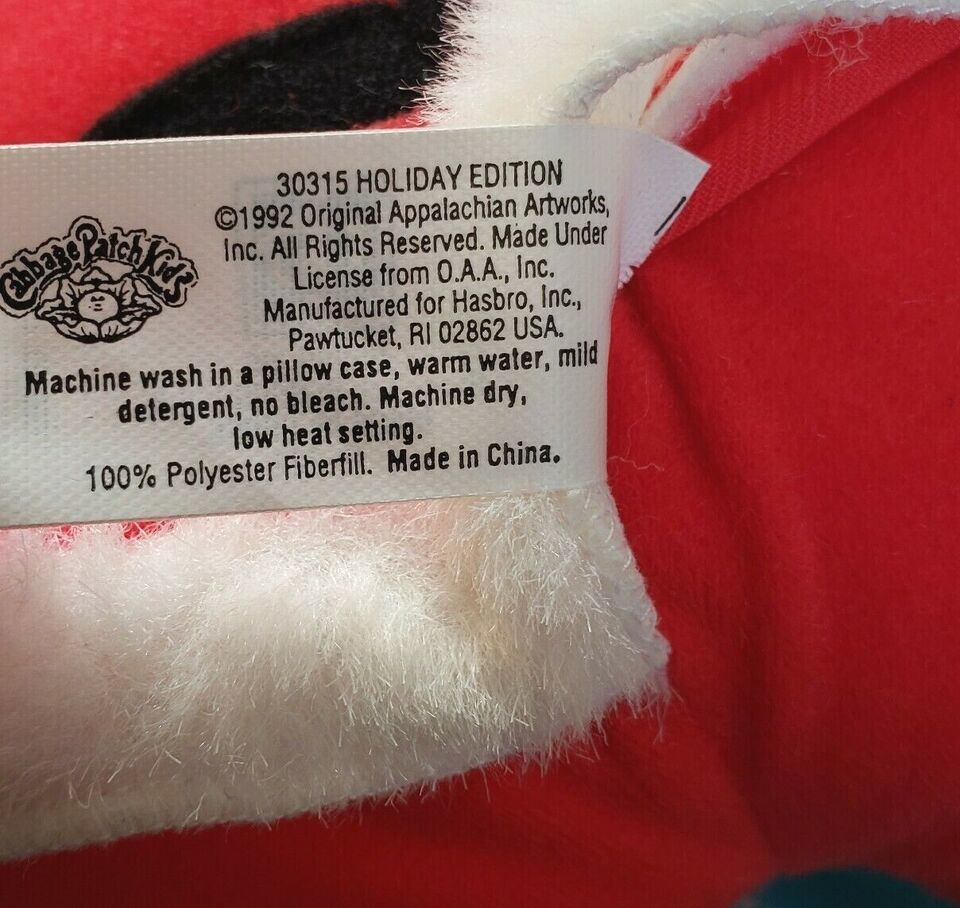 Cabbage Patch Kids
30315 HOLIDAY EDITION
©1992 Original Appalachian Artworks,
Inc. All Rights Reserved. Made Under
License from O.A.A., Inc.
Manufactured for Hasbro, Inc.,
Pawtucket, RI 02862 USA.
Machine wash in a pillow case, warm water, mild
detergent, no bleach. Machine dry,
low heat setting.
100% Polyester Fiberfill. Made in China.